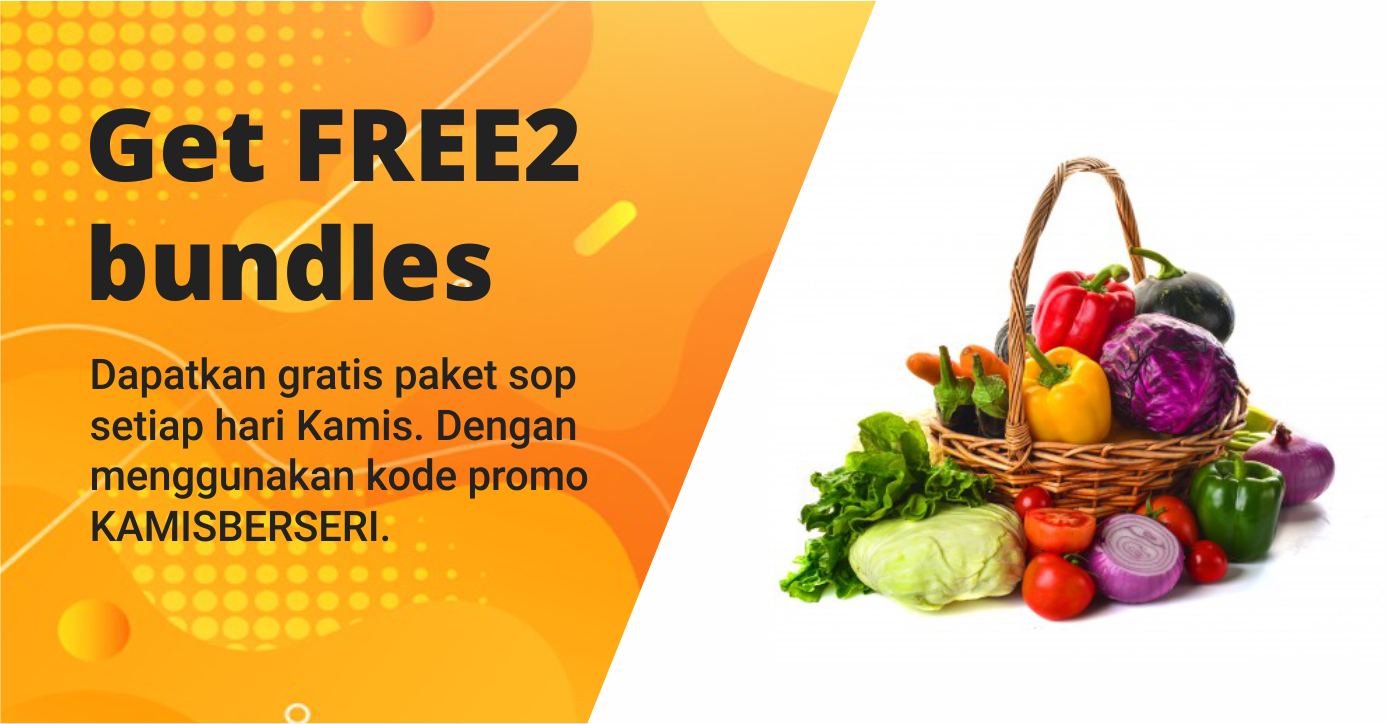 Get FREE2
bundles
Dapatkan gratis paket sop
setiap hari Kamis. Dengan
menggunakan kode promo
KAMISBERSERI.